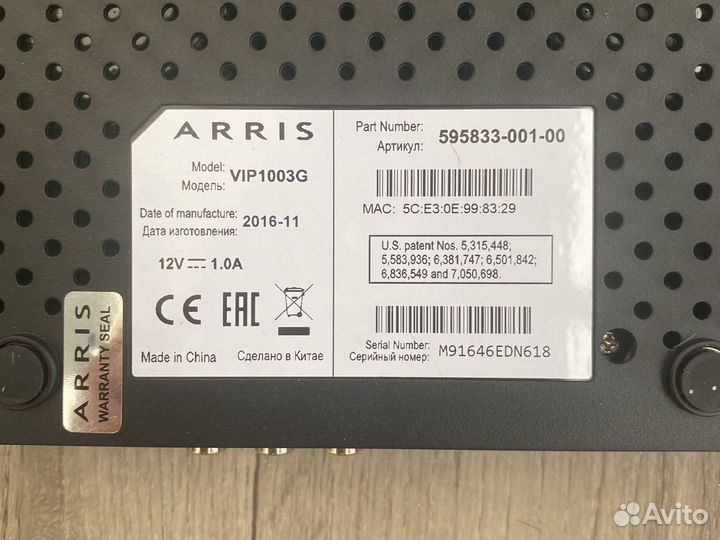 ARRIS
Model:
Модель: VIP1003G
Date of manufacture:
Дата изготовления: 2016-11
12V 1.0A
CE EAC
Made in China Сделано в Китае
Part Number:
Артикул: 595833-001-00
MAC: 5C:E3:0E:99:83:29
U.S. patent Nos. 5,315,448;
5,583,936; 6,381,747; 6,501,842;
6,836,549 and 7,050,698.
Serial Number:
Серийный номер: M91646EDN618
ARRIS
WARRANTY SEAL
Avito